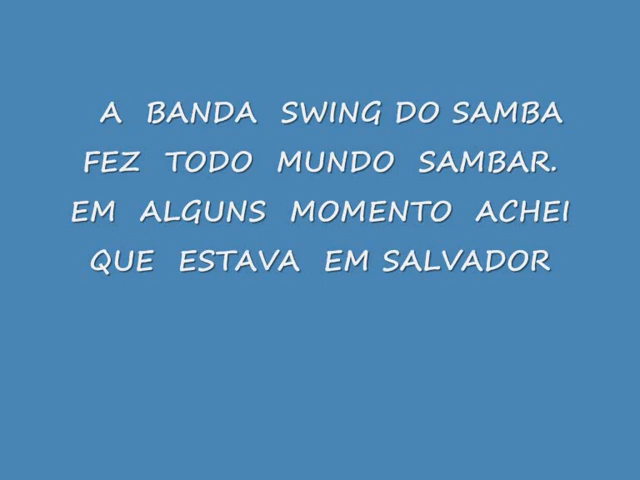 A BANDA SWING DO SAMBA
FEZ TODO MUNDO SAMBAR.
EM ALGUNS MOMENTO ACHEI
QUE ESTAVA EM SALVADOR